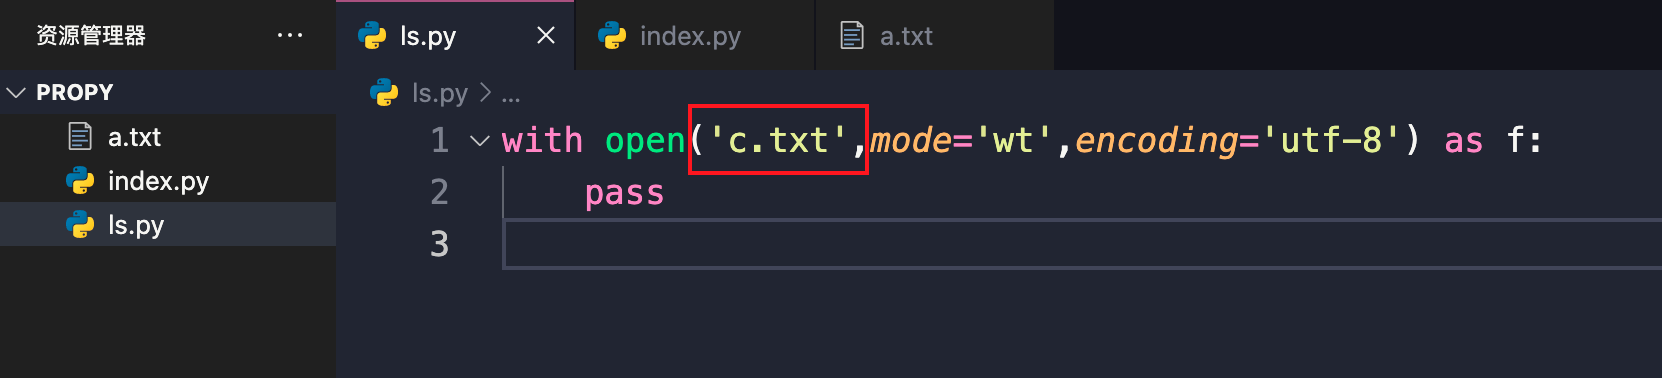 资源管理器 ...
ls.py
index.py
a.txt
PROPY
a.txt
index.py
ls.py
ls.py > ...
1 with open('c.txt',mode='wt',encoding='utf-8') as f:
2     pass
3